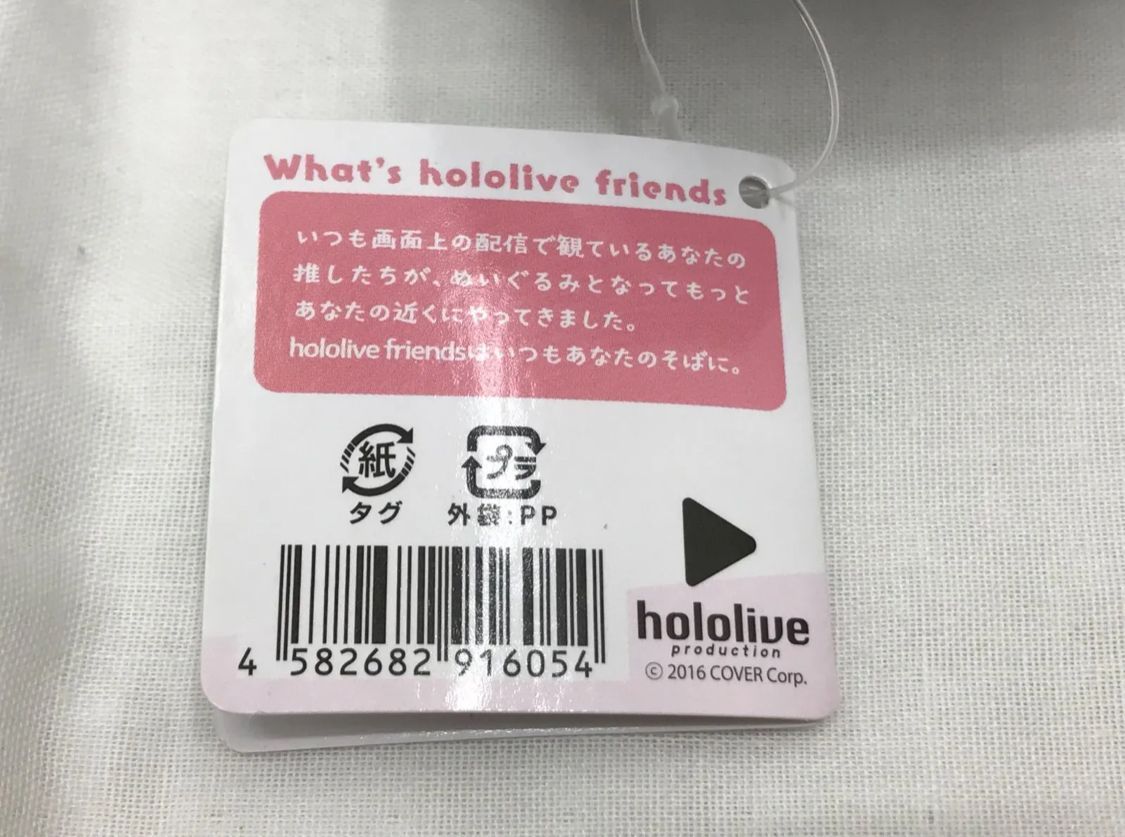 What's hololive friends
いつも画面上の配信で観ているあなたの
推したちが、ぬいぐるみとなってもっと
あなたの近くにやってきました。
hololive friendsはいつもあなたのそばに。
紙 プラ
タグ 外袋:PP
4 582682 916054
hololive
production
© 2016 COVER Corp.